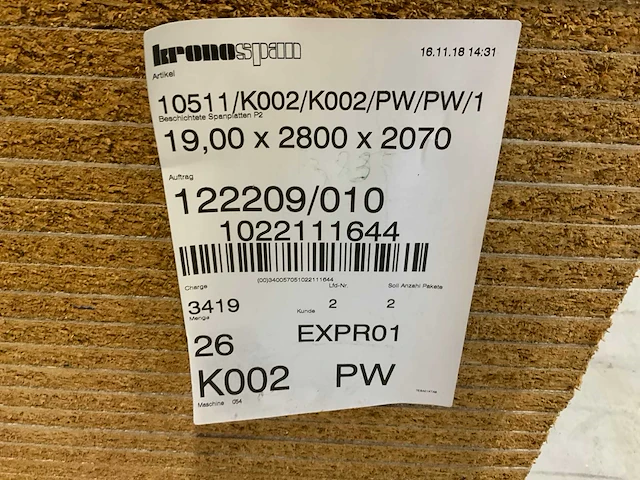 kronospan
16.11.18 14:31
Artikel
10511/K002/K002/PW/PW/1
Beschichtete Spanplatten P2
19,00 x 2800 x 2070
Auftrag
122209/010
1022111644
(00)340057051022111644
Charge Lfd-Nr. Soll Anzahl Pakete
3419 2 2
Menge Kunde
26 EXPR01
K002 PW
Maschine 054